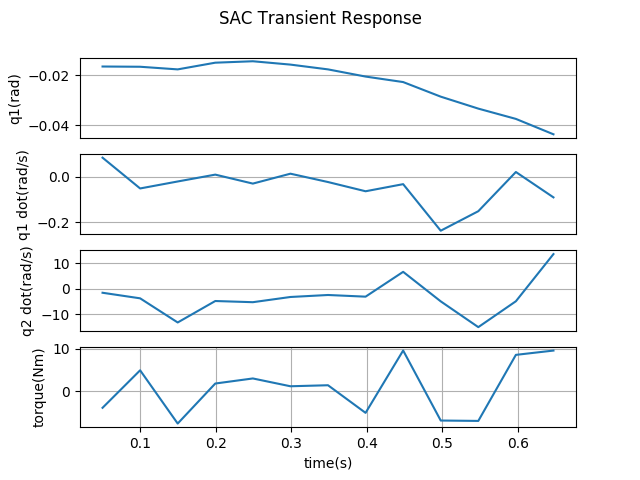 SAC Transient Response
q1(rad)
−0.02
−0.04
q1 dot(rad/s)
0.0
−0.2
q2 dot(rad/s)
10
0
−10
torque(Nm)
10
0
0.1 0.2 0.3 0.4 0.5 0.6
time(s)